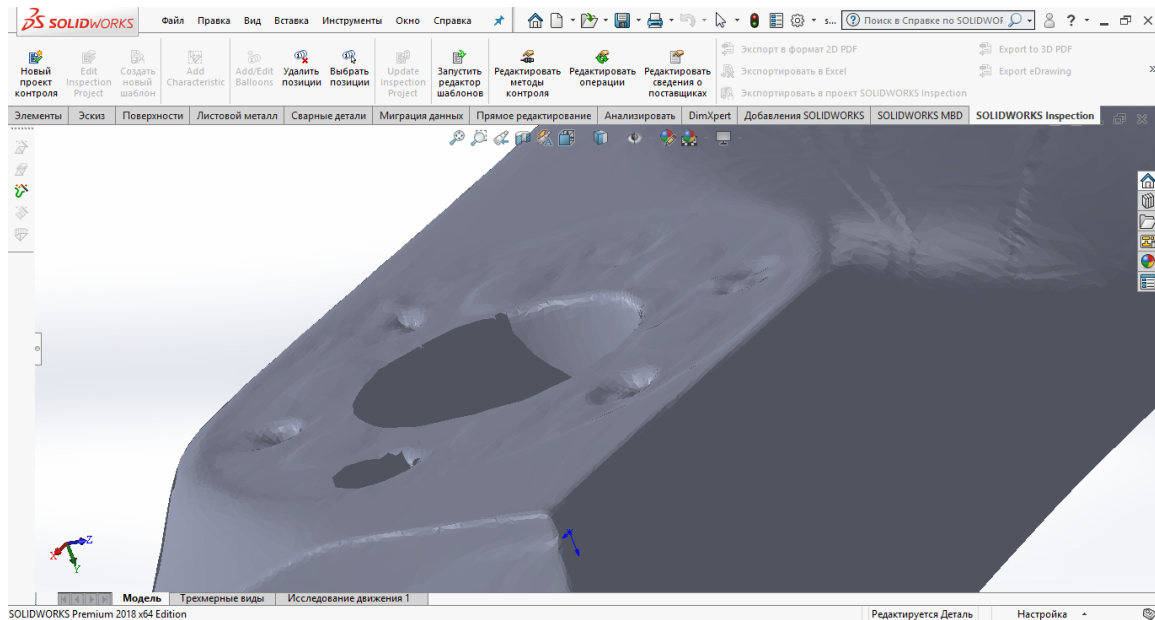 SOLIDWORKS Файл Правка Вид Вставка Инструменты Окно Справка s... Поиск в Справке по SOLIDWOF ?
Новый проект контроля
Edit Inspection Project
Создать новый шаблон
Add Characteristic
Add/Edit Balloons
Удалить позиции
Выбрать позиции
Update Inspection Project
Запустить редактор шаблонов
Редактировать методы контроля
Редактировать операции
Редактировать сведения о поставщиках
Экспорт в формат 2D PDF
Экспортировать в Excel
Экспортировать в проект SOLIDWORKS Inspection
Export to 3D PDF
Export eDrawing
Элементы Эскиз Поверхности Листовой металл Сварные детали Миграция данных Прямое редактирование Анализировать DimXpert Добавления SOLIDWORKS SOLIDWORKS MBD SOLIDWORKS Inspection
Z
X
Y
Модель Трехмерные виды Исследование движения 1
SOLIDWORKS Premium 2018 x64 Edition Редактируется Деталь Настройка